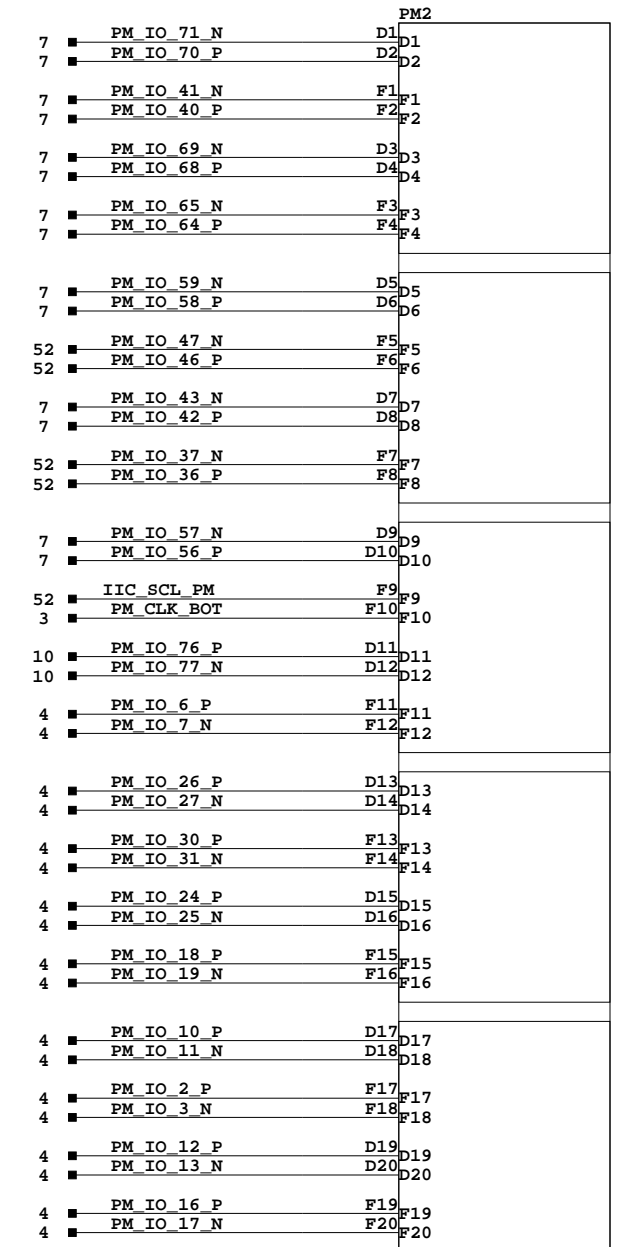 PM2
7 PM_IO_71_N D1 D1
7 PM_IO_70_P D2 D2
7 PM_IO_41_N F1 F1
7 PM_IO_40_P F2 F2
7 PM_IO_69_N D3 D3
7 PM_IO_68_P D4 D4
7 PM_IO_65_N F3 F3
7 PM_IO_64_P F4 F4
7 PM_IO_59_N D5 D5
7 PM_IO_58_P D6 D6
52 PM_IO_47_N F5 F5
52 PM_IO_46_P F6 F6
7 PM_IO_43_N D7 D7
7 PM_IO_42_P D8 D8
52 PM_IO_37_N F7 F7
52 PM_IO_36_P F8 F8
7 PM_IO_57_N D9 D9
7 PM_IO_56_P D10 D10
52 IIC_SCL_PM F9 F9
3 PM_CLK_BOT F10 F10
10 PM_IO_76_P D11 D11
10 PM_IO_77_N D12 D12
4 PM_IO_6_P F11 F11
4 PM_IO_7_N F12 F12
4 PM_IO_26_P D13 D13
4 PM_IO_27_N D14 D14
4 PM_IO_30_P F13 F13
4 PM_IO_31_N F14 F14
4 PM_IO_24_P D15 D15
4 PM_IO_25_N D16 D16
4 PM_IO_18_P F15 F15
4 PM_IO_19_N F16 F16
4 PM_IO_10_P D17 D17
4 PM_IO_11_N D18 D18
4 PM_IO_2_P F17 F17
4 PM_IO_3_N F18 F18
4 PM_IO_12_P D19 D19
4 PM_IO_13_N D20 D20
4 PM_IO_16_P F19 F19
4 PM_IO_17_N F20 F20